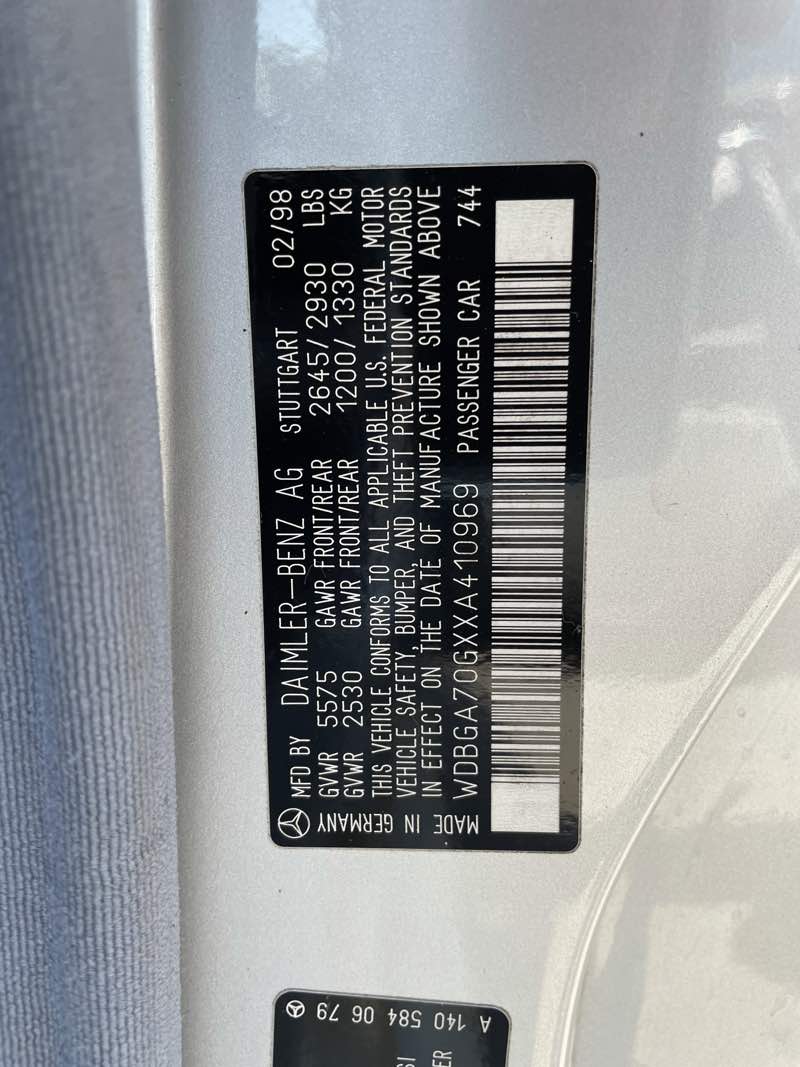 MFD BY DAIMLER-BENZ AG STUTTGART 02/98
GVWR 5575 GAWR FRONT/REAR 2645/2930 LBS
GVWR 2530 GAWR FRONT/REAR 1200/1330 KG
THIS VEHICLE CONFORMS TO ALL APPLICABLE U.S. FEDERAL MOTOR
VEHICLE SAFETY, BUMPER, AND THEFT PREVENTION STANDARDS
IN EFFECT ON THE DATE OF MANUFACTURE SHOWN ABOVE
WDBGA70GXXA410969 PASSENGER CAR 744
MADE IN GERMANY
A 140 584 06 79